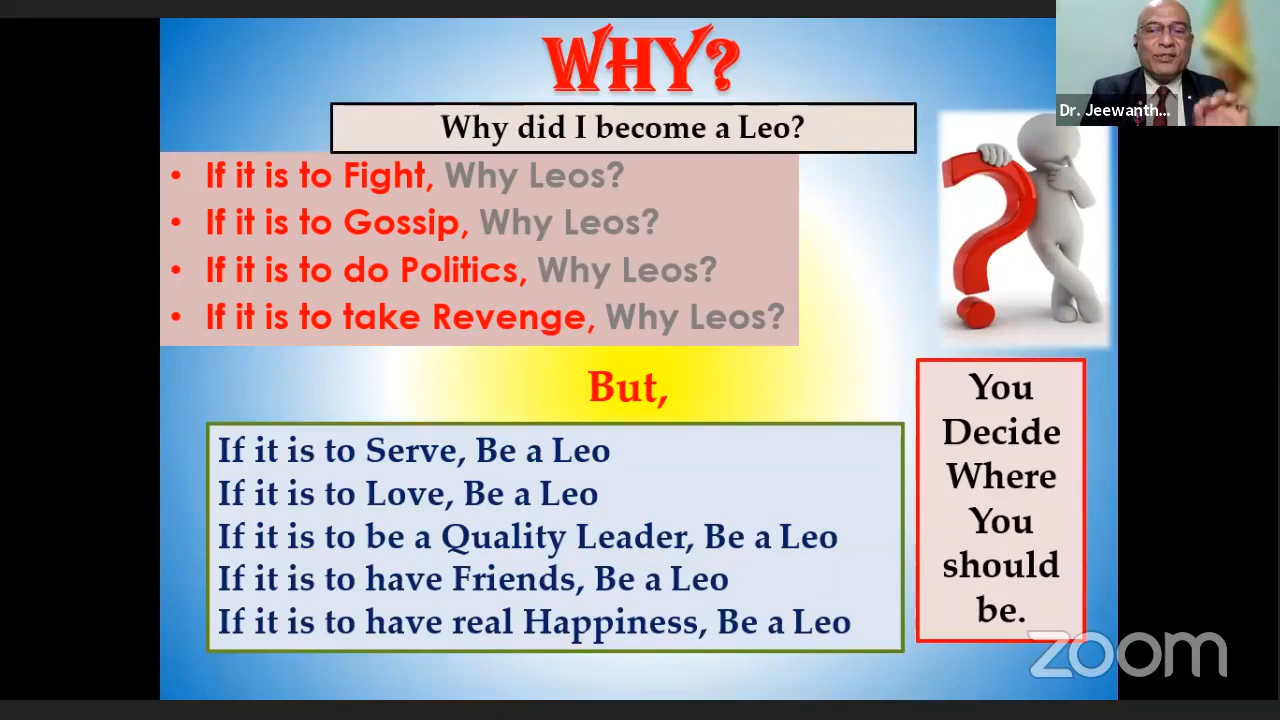 WHY?
Why did I become a Leo?
• If it is to Fight, Why Leos?
• If it is to Gossip, Why Leos?
• If it is to do Politics, Why Leos?
• If it is to take Revenge, Why Leos?
But,
If it is to Serve, Be a Leo
If it is to Love, Be a Leo
If it is to be a Quality Leader, Be a Leo
If it is to have Friends, Be a Leo
If it is to have real Happiness, Be a Leo
You
Decide
Where
You
should
be.
Dr. Jeewanth...
zoom